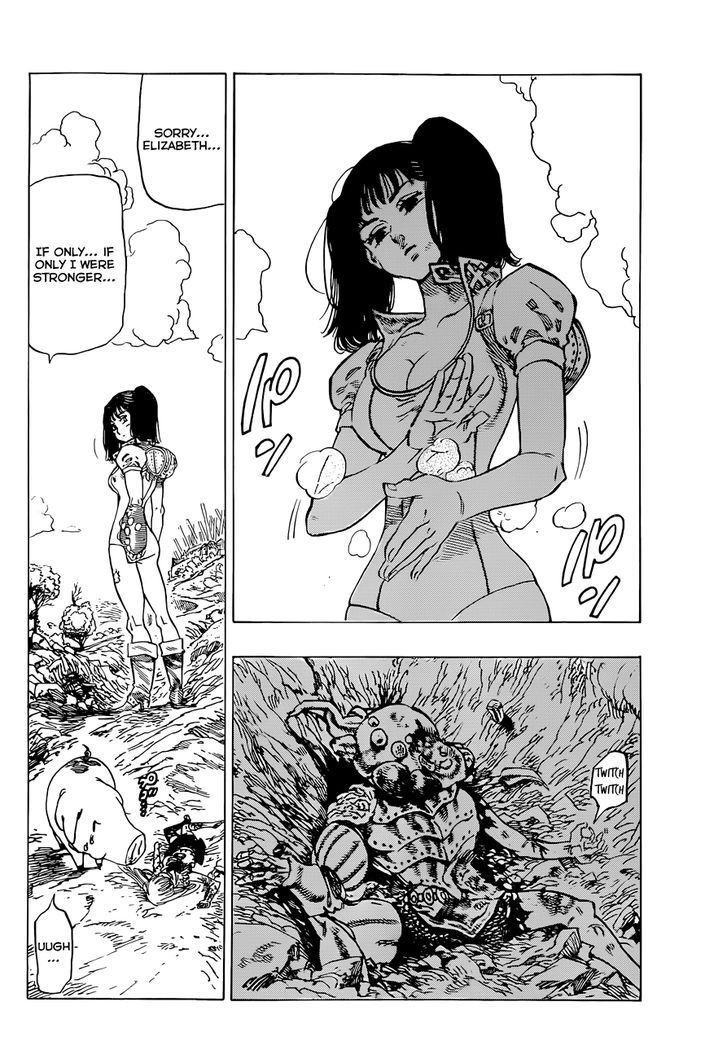 SORRY...
ELIZABETH...
IF ONLY... IF
ONLY I WERE
STRONGER...
UUGH
...
TWITCH
TWITCH